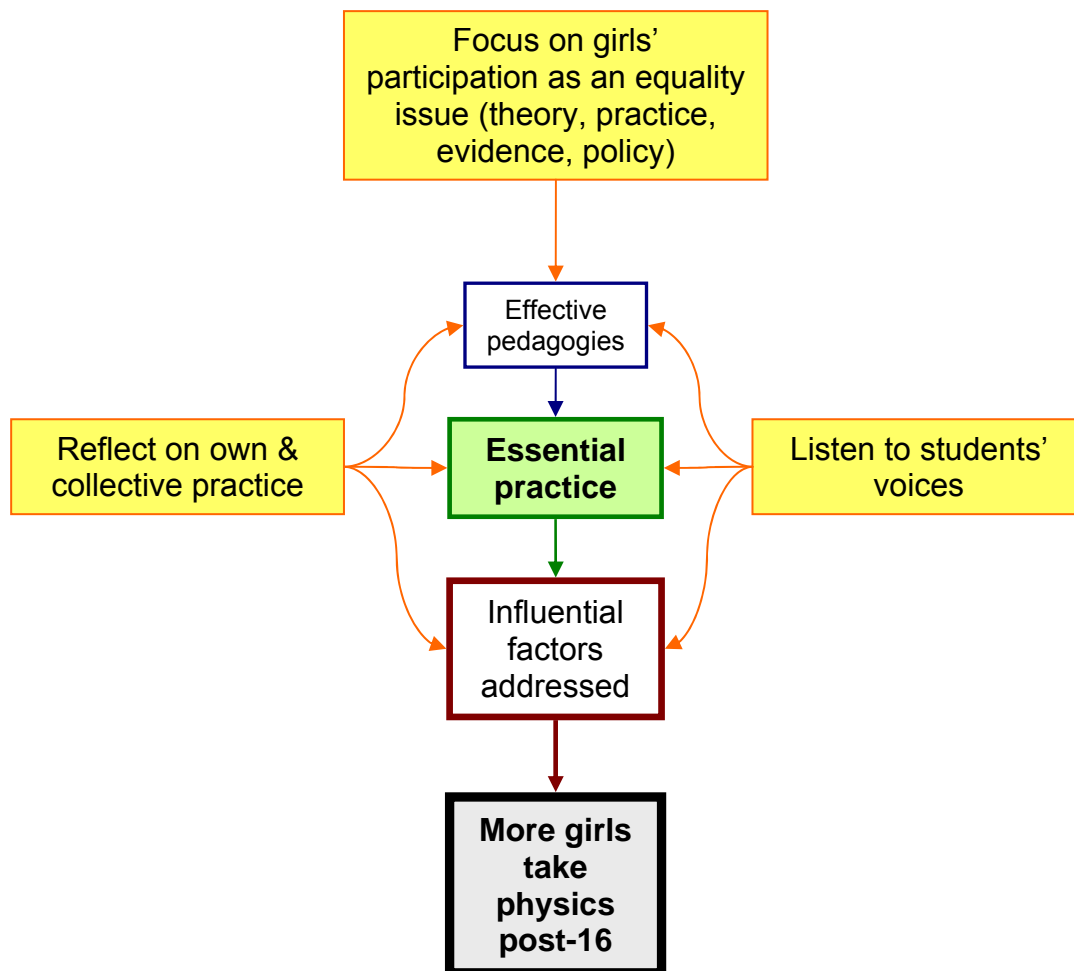 Focus on girls’
participation as an equality
issue (theory, practice,
evidence, policy)
Effective
pedagogies
Reflect on own &
collective practice
Essential
practice
Listen to students’
voices
Influential
factors
addressed
More girls
take
physics
post-16